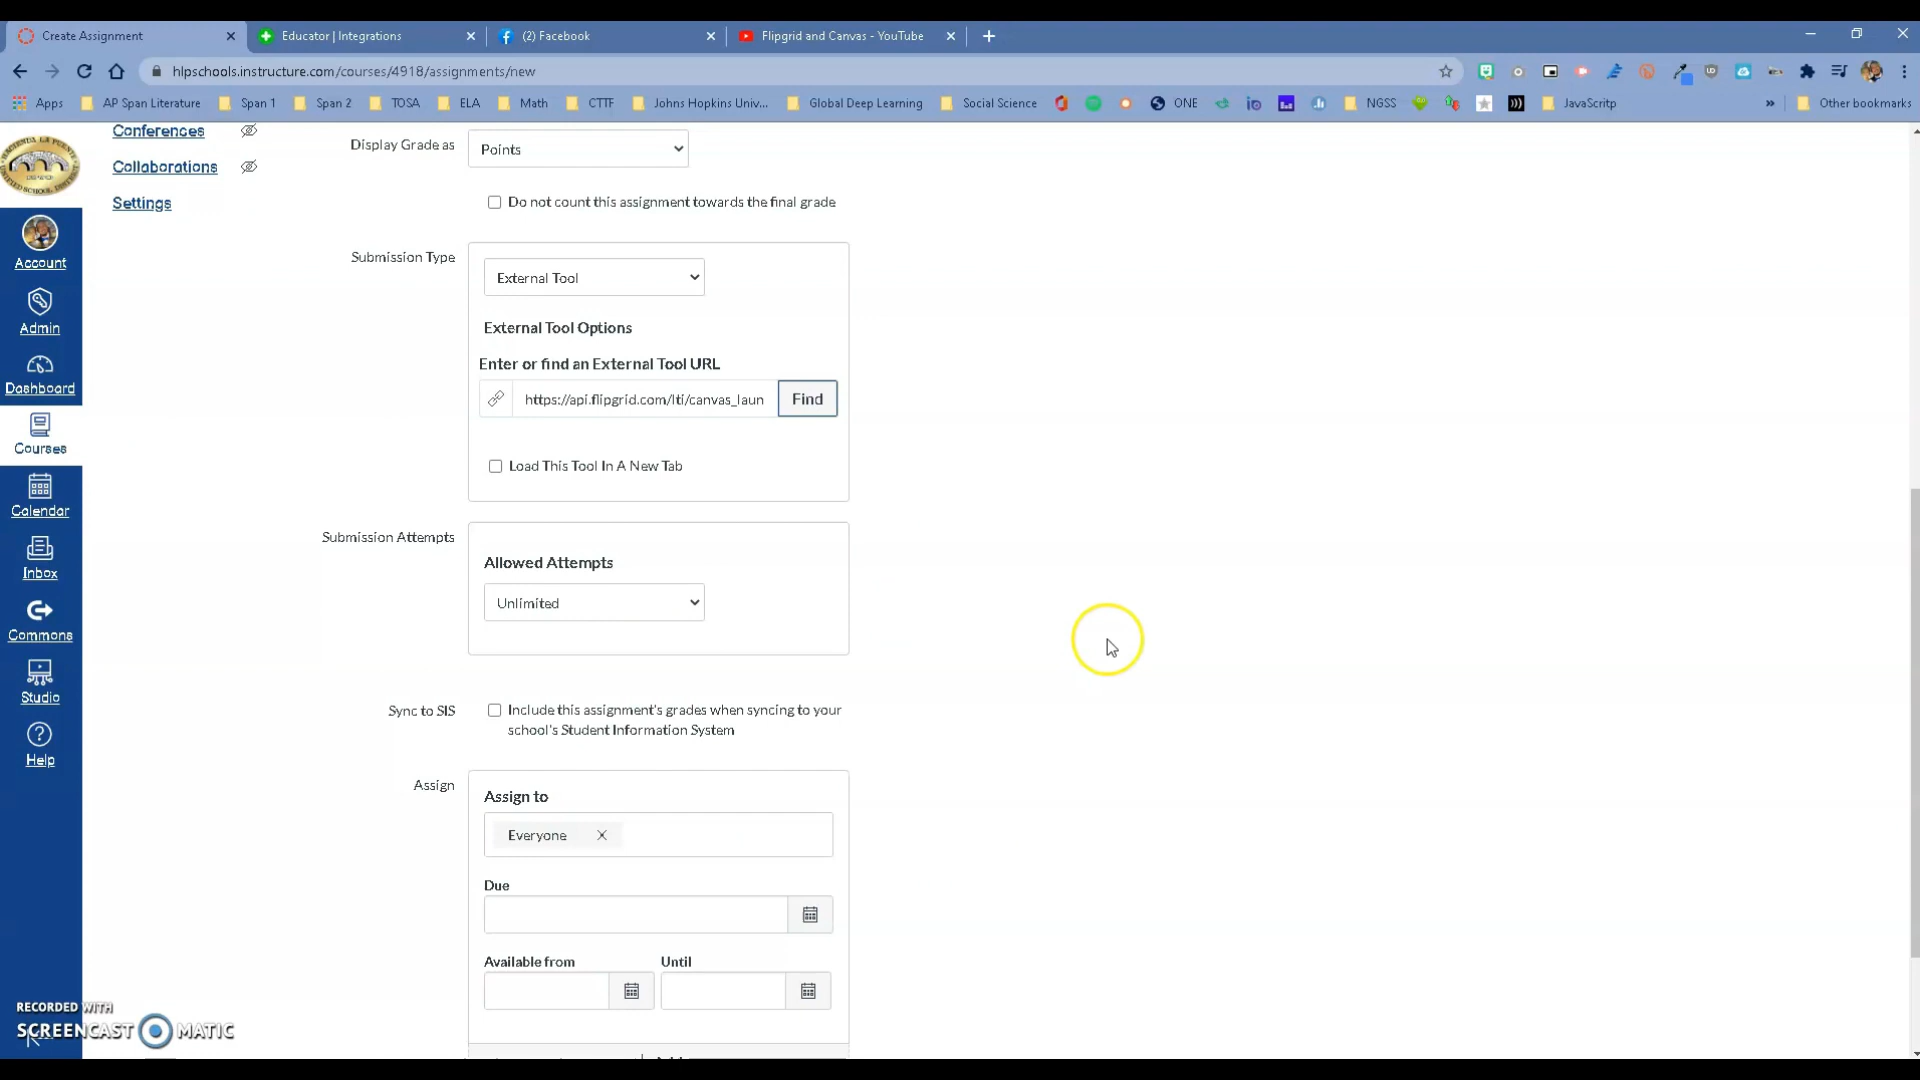 Create Assignment
Educator | Integrations
(2) Facebook
Flipgrid and Canvas - YouTube
hlpschools.instructure.com/courses/4918/assignments/new
Apps
AP Span Literature
Span 1
Span 2
TOSA
ELA
Math
CTTF
Johns Hopkins Univ...
Global Deep Learning
Social Science
ONE
NGSS
JavaScritp
Other bookmarks
Conferences
Collaborations
Settings
Account
Admin
Dashboard
Courses
Calendar
Inbox
Commons
Studio
Help
Display Grade as
Points
Do not count this assignment towards the final grade
Submission Type
External Tool
External Tool Options
Enter or find an External Tool URL
https://api.flipgrid.com/lti/canvas_laun
Find
Load This Tool In A New Tab
Submission Attempts
Allowed Attempts
Unlimited
Sync to SIS
Include this assignment's grades when syncing to your
school's Student Information System
Assign
Assign to
Everyone
Due
Available from
Until
RECORDED WITH
SCREENCAST MATIC